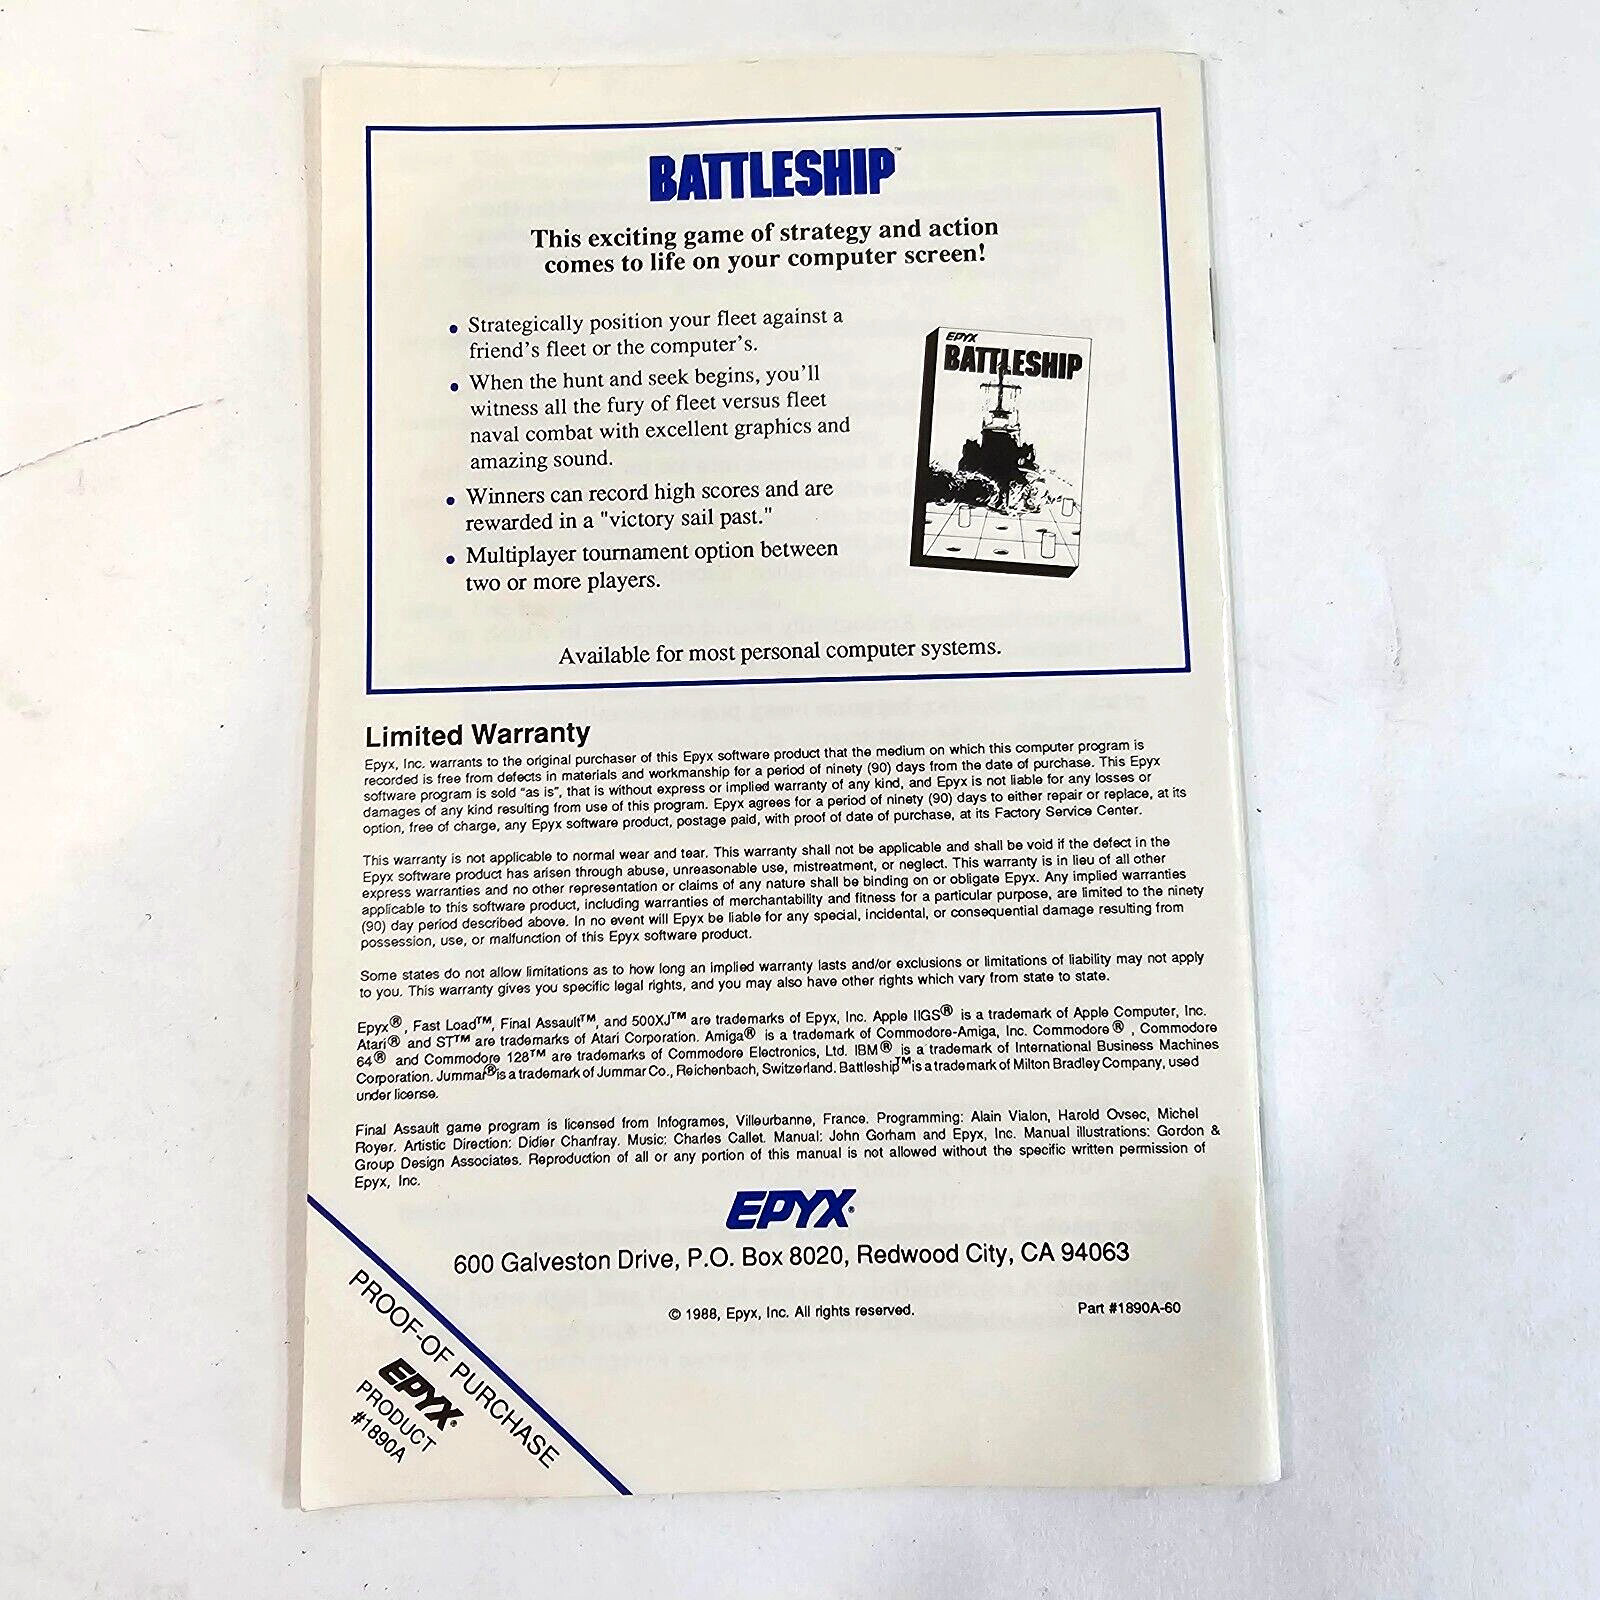 BATTLESHIP™
This exciting game of strategy and action
comes to life on your computer screen!
• Strategically position your fleet against a
friend's fleet or the computer's.
• When the hunt and seek begins, you'll
witness all the fury of fleet versus fleet
naval combat with excellent graphics and
amazing sound.
• Winners can record high scores and are
rewarded in a "victory sail past."
• Multiplayer tournament option between
two or more players.
EPYX
BATTLESHIP
Available for most personal computer systems.
Limited Warranty
Epyx, Inc. warrants to the original purchaser of this Epyx software product that the medium on which this computer program is
recorded is free from defects in materials and workmanship for a period of ninety (90) days from the date of purchase. This Epyx
software program is sold "as is", that is without express or implied warranty of any kind, and Epyx is not liable for any losses or
damages of any kind resulting from use of this program. Epyx agrees for a period of ninety (90) days to either repair or replace, at its
option, free of charge, any Epyx software product, postage paid, with proof of date of purchase, at its Factory Service Center.
This warranty is not applicable to normal wear and tear. This warranty shall not be applicable and shall be void if the defect in the
Epyx software product has arisen through abuse, unreasonable use, mistreatment, or neglect. This warranty is in lieu of all other
express warranties and no other representation or claims of any nature shall be binding on or obligate Epyx. Any implied warranties
applicable to this software product, including warranties of merchantability and fitness for a particular purpose, are limited to the ninety
(90) day period described above. In no event will Epyx be liable for any special, incidental, or consequential damage resulting from
possession, use, or malfunction of this Epyx software product.
Some states do not allow limitations as to how long an implied warranty lasts and/or exclusions or limitations of liability may not apply
to you. This warranty gives you specific legal rights, and you may also have other rights which vary from state to state.
Epyx®, Fast Load™, Final Assault™, and 500XJ™ are trademarks of Epyx, Inc. Apple IIGS® is a trademark of Apple Computer, Inc.
Atari® and ST™ are trademarks of Atari Corporation. Amiga® is a trademark of Commodore-Amiga, Inc. Commodore®, Commodore
64® and Commodore 128™ are trademarks of Commodore Electronics, Ltd. IBM® is a trademark of International Business Machines
Corporation. Jummar® is a trademark of Jummar Co., Reichenbach, Switzerland. Battleship™ is a trademark of Milton Bradley Company, used
under license.
Final Assault game program is licensed from Infogrames, Villeurbanne, France. Programming: Alain Vialon, Harold Ovsec, Michel
Royer. Artistic Direction: Didier Chanfray. Music: Charles Callet. Manual: John Gorham and Epyx, Inc. Manual illustrations: Gordon &
Group Design Associates. Reproduction of all or any portion of this manual is not allowed without the specific written permission of
Epyx, Inc.
EPYX®
600 Galveston Drive, P.O. Box 8020, Redwood City, CA 94063
© 1988, Epyx, Inc. All rights reserved.
Part #1890A-60
PROOF-OF PURCHASE
EPYX®
PRODUCT
#1890A